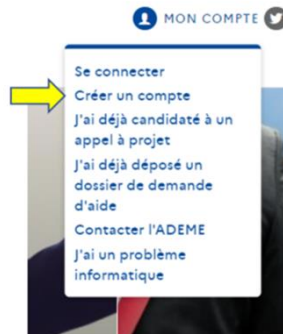 MON COMPTE
Se connecter
Créer un compte
J'ai déjà candidaté à un
appel à projet
J'ai déjà déposé un
dossier de demande
d'aide
Contacter l'ADEME
J'ai un problème
informatique